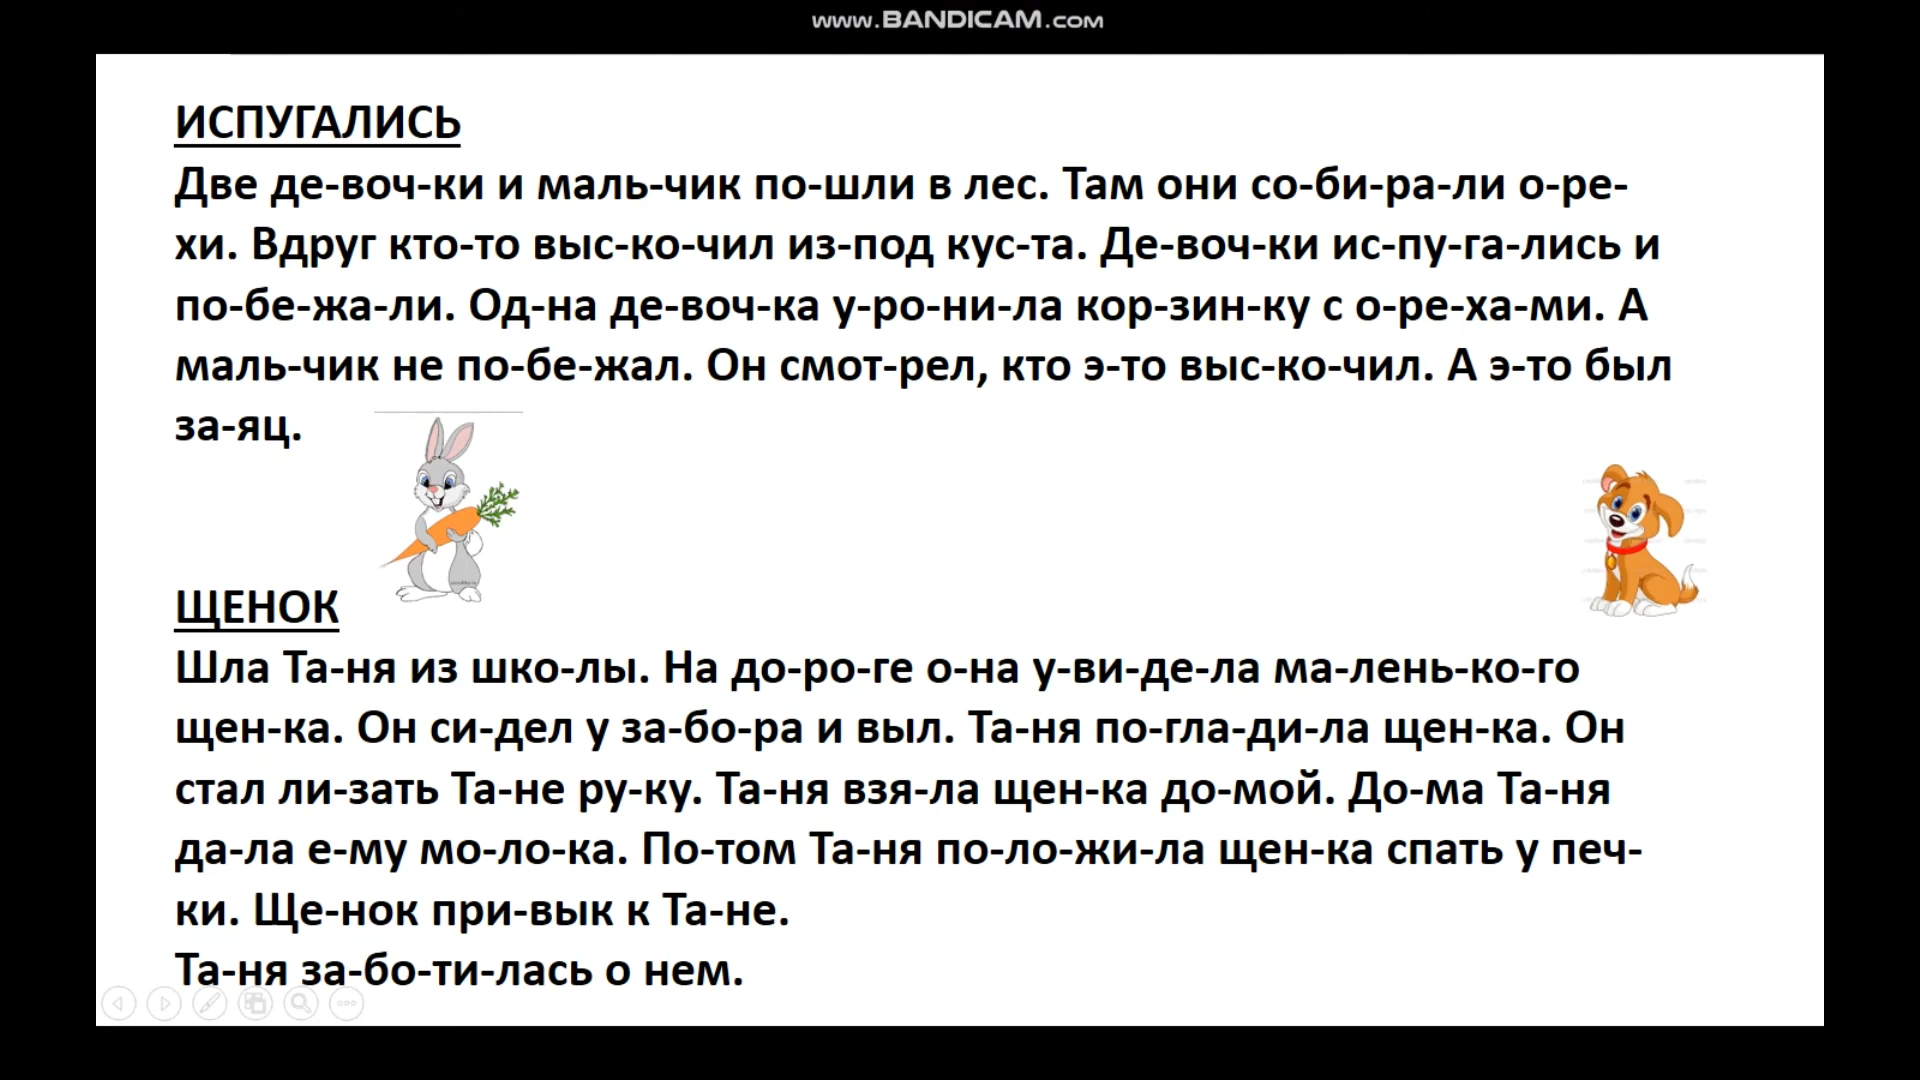 www.BANDICAM.com
ИСПУГАЛИСЬ
Две де-воч-ки и маль-чик по-шли в лес. Там они со-би-ра-ли о-ре-
хи. Вдруг кто-то выс-ко-чил из-под кус-та. Де-воч-ки ис-пу-га-лись и
по-бе-жа-ли. Од-на де-воч-ка у-ро-ни-ла кор-зин-ку с о-ре-ха-ми. А
маль-чик не по-бе-жал. Он смот-рел, кто э-то выс-ко-чил. А э-то был
за-яц.
ЩЕНОК
Шла Та-ня из шко-лы. На до-ро-ге о-на у-ви-де-ла ма-лень-ко-го
щен-ка. Он си-дел у за-бо-ра и выл. Та-ня по-гла-ди-ла щен-ка. Он
стал ли-зать Та-не ру-ку. Та-ня взя-ла щен-ка до-мой. До-ма Та-ня
да-ла е-му мо-ло-ка. По-том Та-ня по-ло-жи-ла щен-ка спать у печ-
ки. Ще-нок при-вык к Та-не.
Та-ня за-бо-ти-лась о нем.